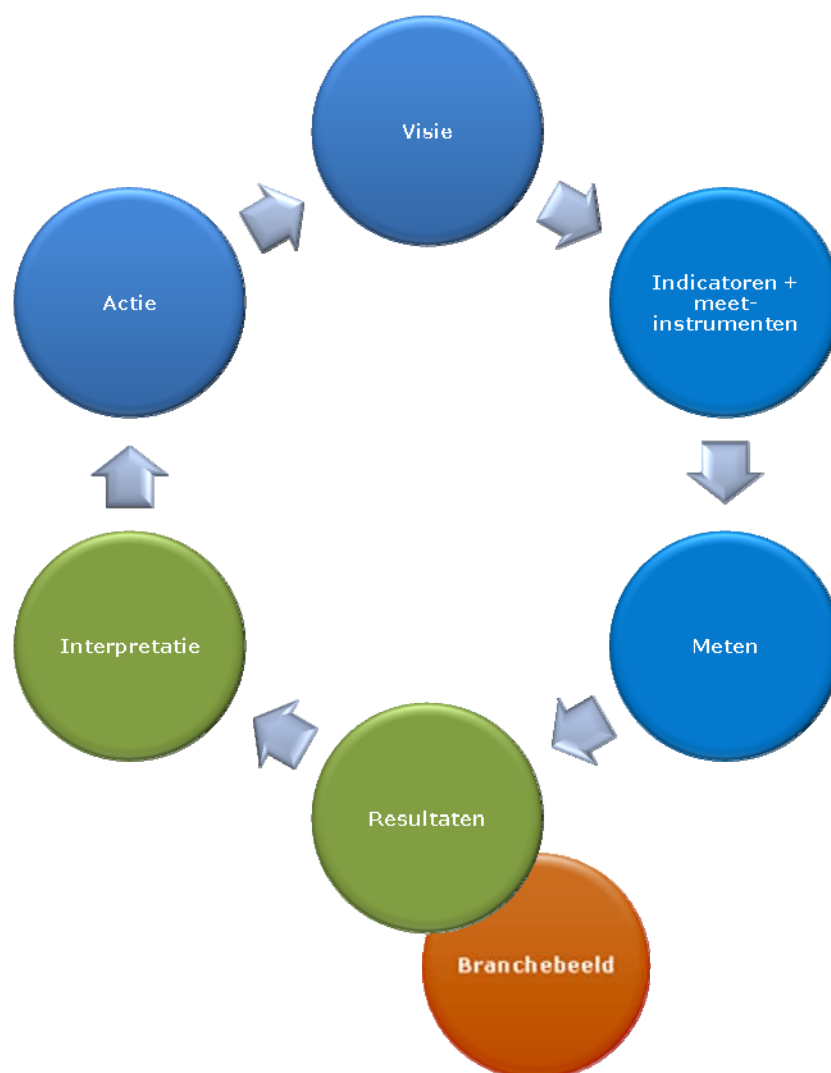 Visie
Indicatoren +
meet-
instrumenten
Meten
Resultaten
Branchebeeld
Interpretatie
Actie